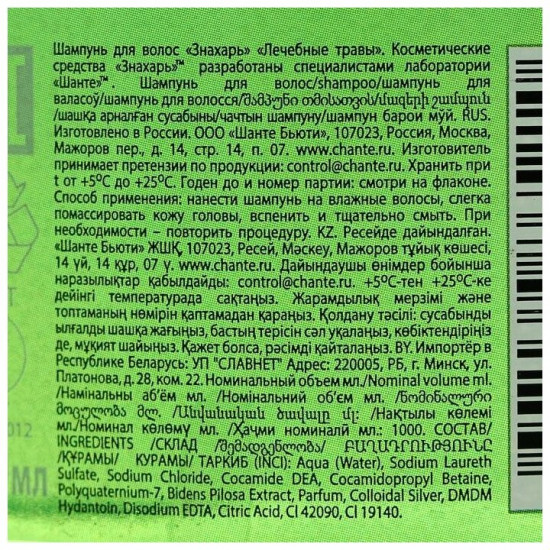 Шампунь для волос «Знахарь» «Лечебные травы». Косметические
средства «Знахарь»™ разработаны специалистами лаборатории
«Шанте»™. Шампунь для волос/shampoo/шампунь для
валасоў/шампунь для волосся/შამპუნი თმისთვის/մազերի շամպուն
/шашқа арналған сусабыны/чачтын шампуну/шампун барои мӯй. RUS.
Изготовлено в России. ООО «Шанте Бьюти», 107023, Россия, Москва,
Мажоров пер., д. 14, стр. 14, п. 07. www.chante.ru. Изготовитель
принимает претензии по продукции: control@chante.ru. Хранить при
t от +5°C до +25°C. Годен до и номер партии: смотри на флаконе.
Способ применения: нанести шампунь на влажные волосы, слегка
помассировать кожу головы, вспенить и тщательно смыть. При
необходимости – повторить процедуру. KZ. Ресейде дайындалған.
«Шанте Бьюти» ЖШҚ, 107023, Ресей, Мәскеу, Мажоров тұйық көшесі,
14 үй, 14 құр, 07 ү. www.chante.ru. Дайындаушы өнімдер бойынша
наразылықтар қабылдайды: control@chante.ru. +5°C-тен +25°C-ке
дейінгі температурада сақтаңыз. Жарамдылық мерзімі және
топтаманың нөмірін қаптамадан қараңыз. Қолдану тәсілі: сусабынды
ылғалды шашқа жағыңыз, бастың терісін сәл уқалаңыз, көбіктендіріңіз
де, мұқият шайыңыз. Қажет болса, рәсімді қайталаңыз. BY. Импортёр в
Республике Беларусь: УП "СЛАВНЕТ" Адрес: 220005, РБ, г. Минск, ул.
Платонова, д. 28, ком. 22. Номинальный объем мл./Nominal volume ml.
/Намінальны аб'ём мл. /Номінальний об'єм мл. /ნომინალური
მოცულობა მლ. /Անվանական ծավալը մլ: /Нақтылы көлемі
мл./Номинал көлөмү мл. /Ҳаҷми номиналӣ мл.: 1000. СОСТАВ/
INGREDIENTS /СКЛАД /შემადგენლობა/ ԲԱՂԱԴՐՈՒԹՅՈՒՆԸ
/ҚҰРАМЫ/ КУРАМЫ/ ТАРКИБ (INCI): Aqua (Water), Sodium Laureth
Sulfate, Sodium Chloride, Cocamide DEA, Cocamidopropyl Betaine,
Polyquaternium-7, Bidens Pilosa Extract, Parfum, Colloidal Silver, DMDM
Hydantoin, Disodium EDTA, Citric Acid, CI 42090, CI 19140.
012
МЛ